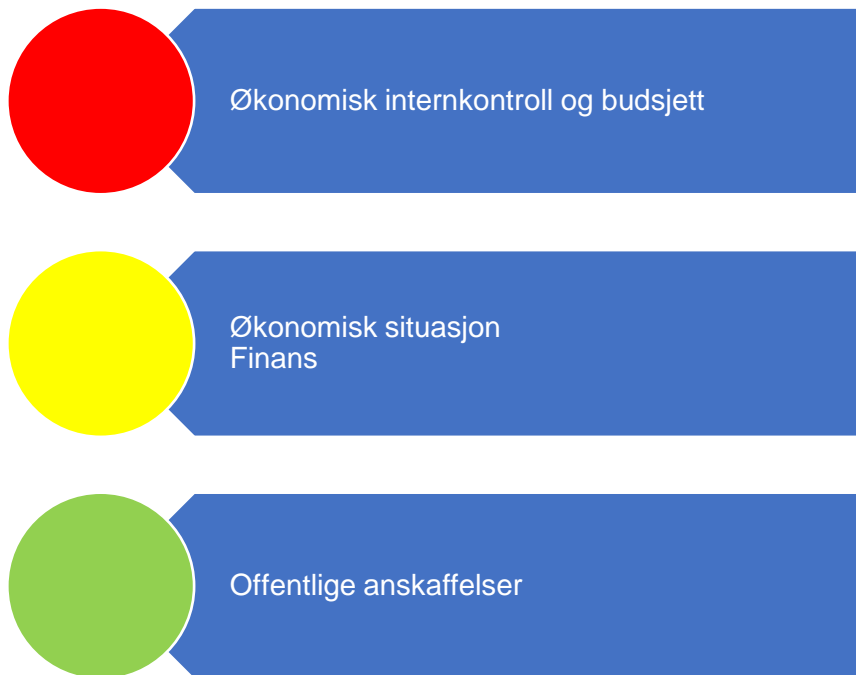 Økonomisk internkontroll og budsjett
Økonomisk situasjon
Finans
Offentlige anskaffelser